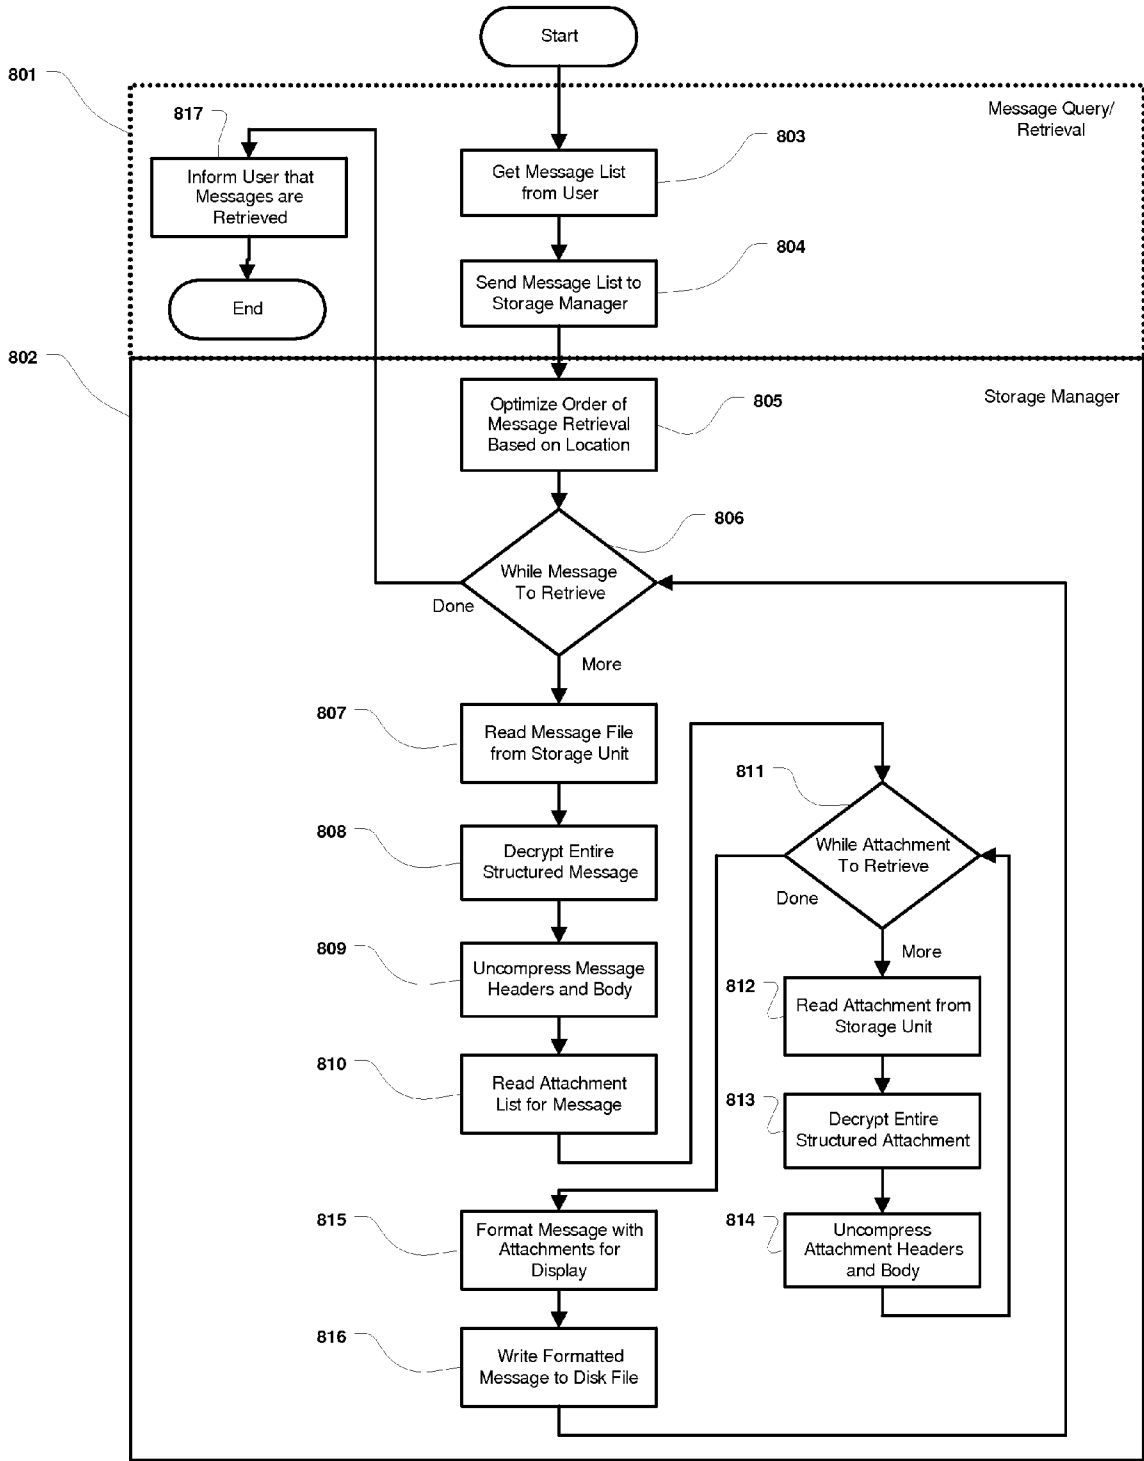 Start
801
Message Query/
Retrieval
817
803
Inform User that
Messages are
Retrieved
Get Message List
from User
804
End
Send Message List to
Storage Manager
802
Storage Manager
805
Optimize Order of
Message Retrieval
Based on Location
806
While Message
To Retrieve
Done
More
807
Read Message File
from Storage Unit
811
808
While Attachment
To Retrieve
Decrypt Entire
Structured Message
Done
More
809
Uncompress Message
Headers and Body
812
Read Attachment from
Storage Unit
810
Read Attachment
List for Message
813
Decrypt Entire
Structured Attachment
815
814
Format Message with
Attachments for
Display
Uncompress
Attachment Headers
and Body
816
Write Formatted
Message to Disk File